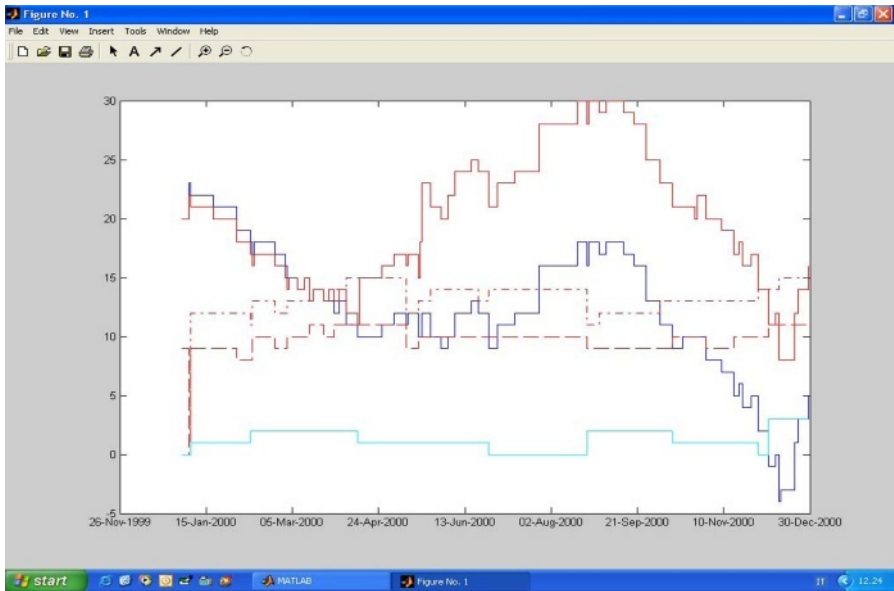 Figure No. 1
File Edit View Insert Tools Window Help
A
30
25
20
15
10
5
0
-5
26-Nov-1999 15-Jan-2000 05-Mar-2000 24-Apr-2000 13-Jun-2000 02-Aug-2000 21-Sep-2000 10-Nov-2000 30-Dec-2000
start MATLAB Figure No. 1 IT 12.24